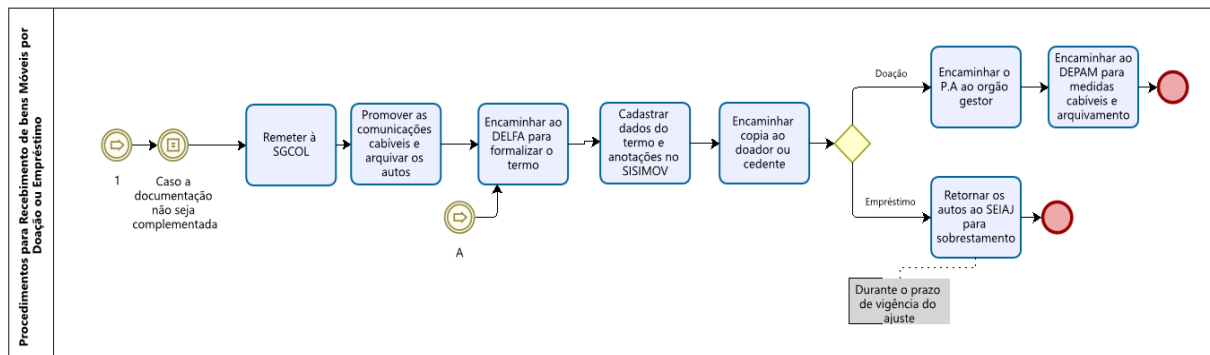 Procedimentos para Recebimento de bens Móveis por
Doação ou Empréstimo
1
Caso a
documentação
não seja
complementada
Remeter à
SGCOL
Promover as
comunicações
cabíveis e
arquivar os
autos
Encaminhar ao
DELFA para
formalizar o
termo
A
Cadastrar
dados do
termo e
anotações no
SISIMOV
Encaminhar
copia ao
doador ou
cedente
Doação
Encaminhar o
P.A ao orgão
gestor
Encaminhar ao
DEPAM para
medidas
cabíveis e
arquivamento
Empréstimo
Retornar os
autos ao SEIAJ
para
sobrestamento
Durante o prazo
de vigência do
ajuste